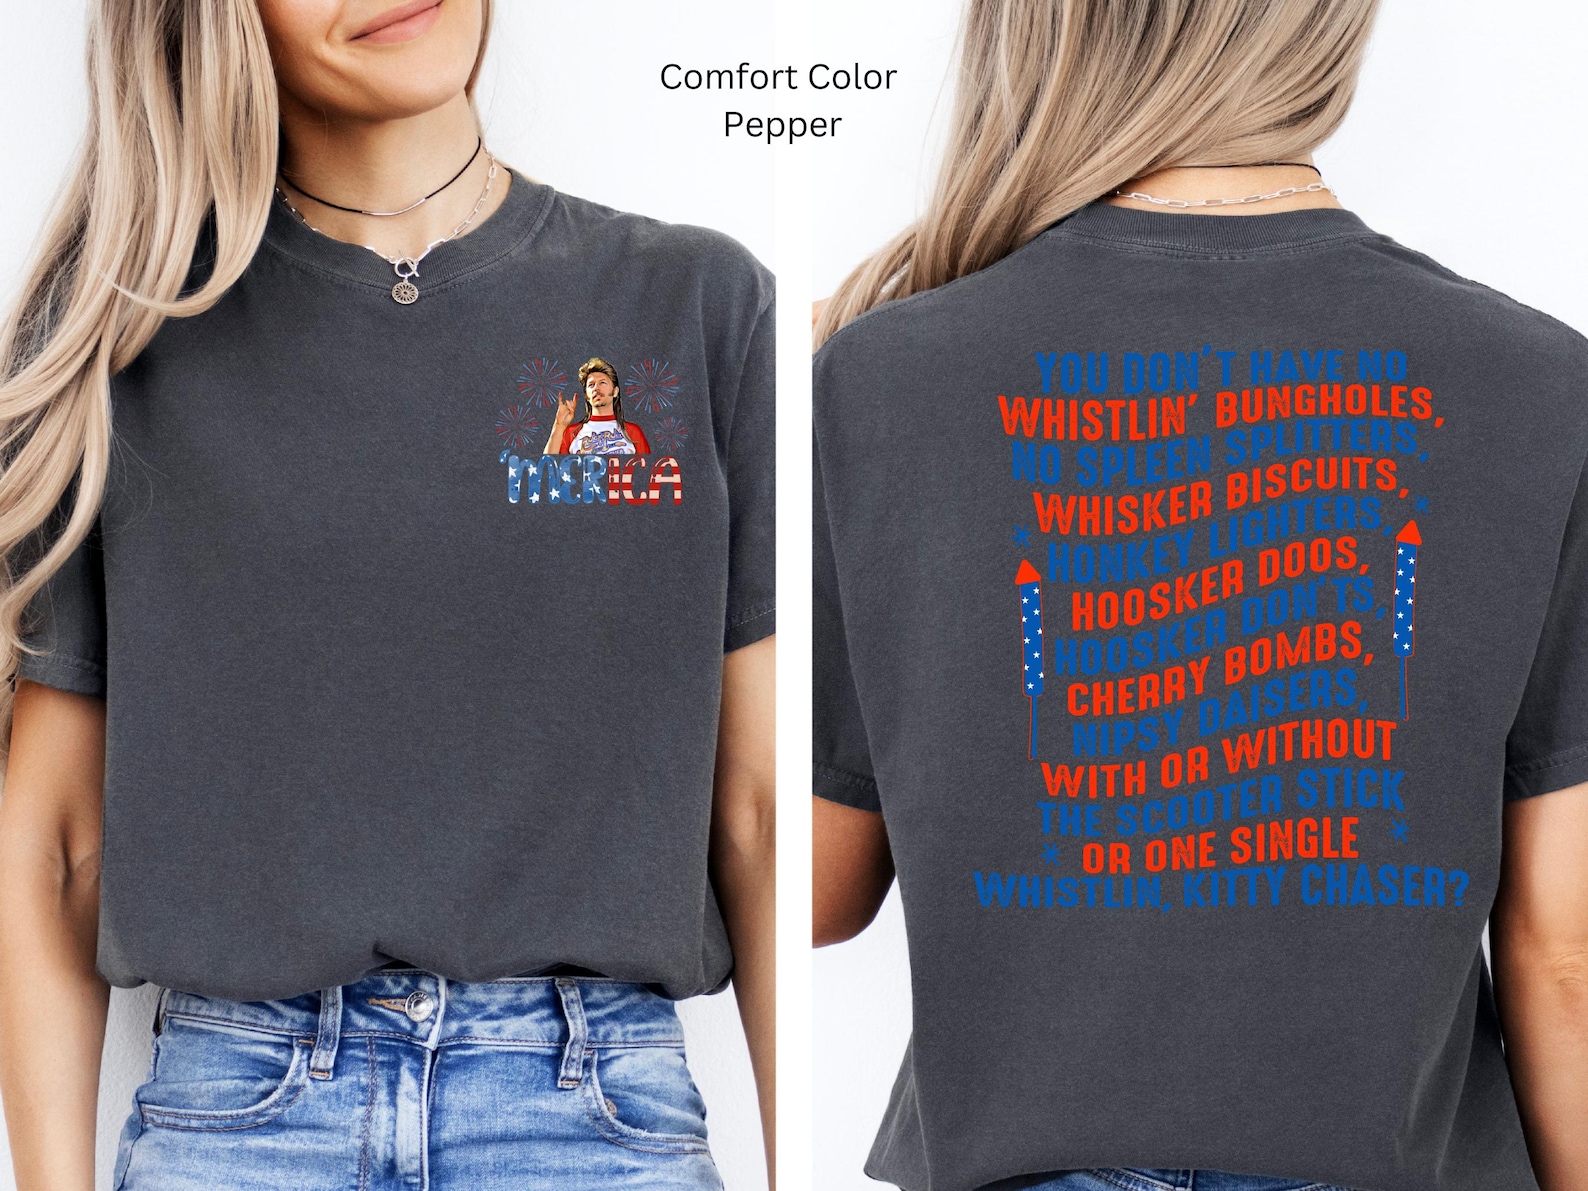 Comfort Color
Pepper
'MERICA
YOU DON'T HAVE NO
WHISTLIN' BUNGHOLES,
NO SPLEEN SPLITTERS,
WHISKER BISCUITS,
HONKEY LIGHTERS,
HOOSKER DOOS,
HOOSKER DON'TS,
CHERRY BOMBS,
NIPSY DAISERS,
WITH OR WITHOUT
THE SCOOTER STICK
OR ONE SINGLE
WHISTLIN, KITTY CHASER?